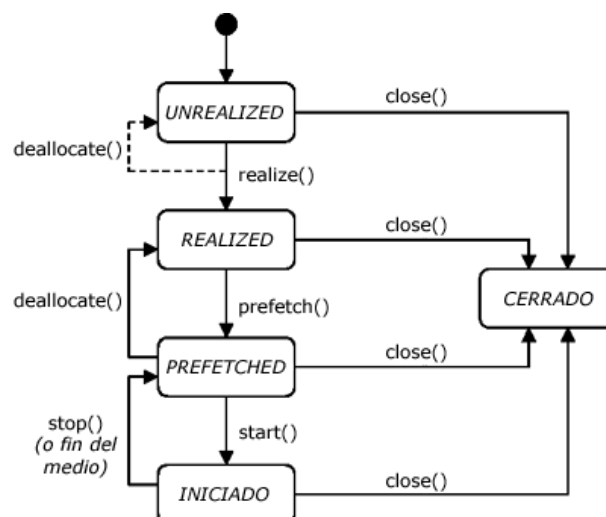 UNREALIZED
close()
deallocate()
realize()
REALIZED
close()
CERRADO
deallocate()
prefetch()
PREFETCHED
close()
stop()
(o fin del
medio)
start()
INICIADO
close()